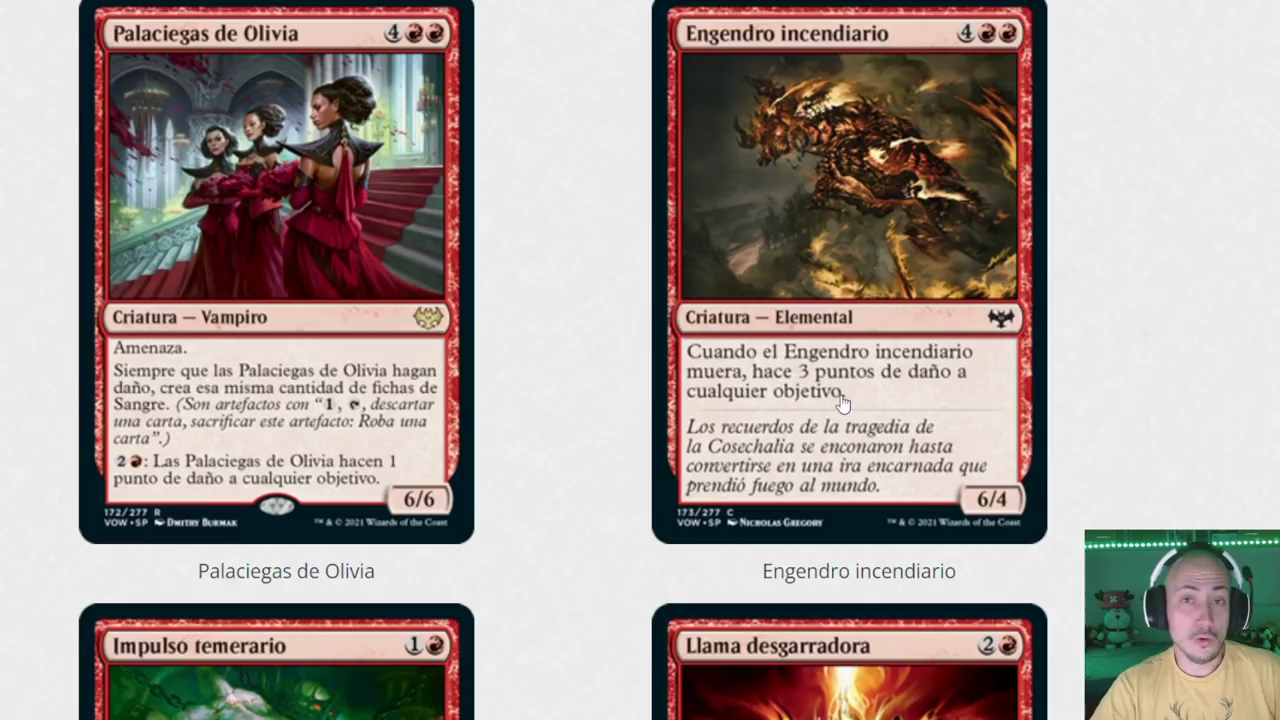 Palaciegas de Olivia
4
Criatura — Vampiro
Amenaza.
Siempre que las Palaciegas de Olivia hagan
daño, crea esa misma cantidad de fichas de
Sangre. (Son artefactos con “1, , descartar
una carta, sacrificar este artefacto: Roba una
carta”.)
2 : Las Palaciegas de Olivia hacen 1
punto de daño a cualquier objetivo.
6/6
172/277 R
VOW • SP Dmitry Burmak
™ & © 2021 Wizards of the Coast
Palaciegas de Olivia
Engendro incendiario
4
Criatura — Elemental
Cuando el Engendro incendiario
muera, hace 3 puntos de daño a
cualquier objetivo.
Los recuerdos de la tragedia de
la Cosechalia se enconaron hasta
convertirse en una ira encarnada que
prendió fuego al mundo.
6/4
173/277 C
VOW • SP Nicholas Gregory
™ & © 2021 Wizards of the Coast
Engendro incendiario
Impulso temerario
1
Llama desgarradora
2